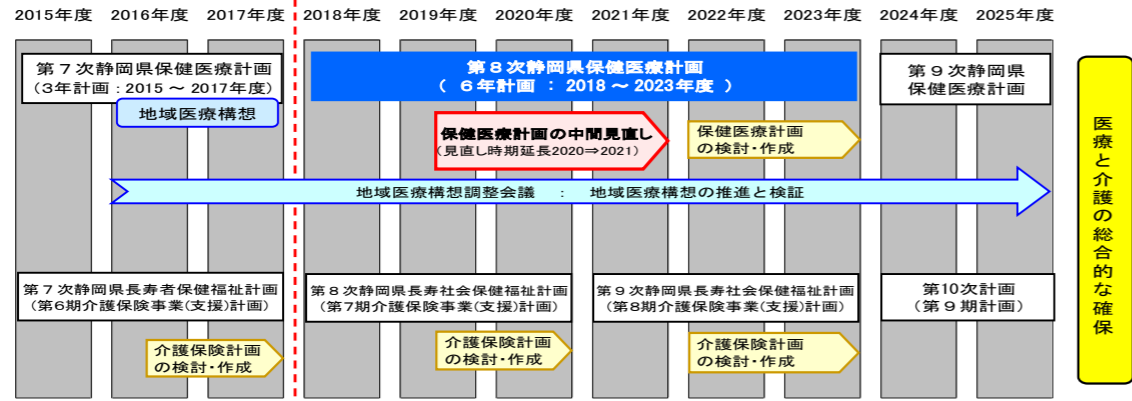 2015年度 2016年度 2017年度 2018年度 2019年度 2020年度 2021年度 2022年度 2023年度 2024年度 2025年度
第７次静岡県保健医療計画
（3年計画：2015 ～ 2017年度）
地域医療構想
第８次静岡県保健医療計画
（ ６年計画 ： 2018 ～ 2023年度 ）
第９次静岡県
保健医療計画
保健医療計画の中間見直し
（見直し時期延長2020⇒2021）
保健医療計画
の検討・作成
地域医療構想調整会議 ： 地域医療構想の推進と検証
第７次静岡県長寿者保健福祉計画
（第6期介護保険事業(支援)計画）
第８次静岡県長寿社会保健福祉計画
（第7期介護保険事業(支援)計画）
第９次静岡県長寿社会保健福祉計画
（第8期介護保険事業(支援)計画）
第10次計画
（第９期計画）
介護保険計画
の検討・作成
介護保険計画
の検討・作成
介護保険計画
の検討・作成
医療と介護の総合的な確保